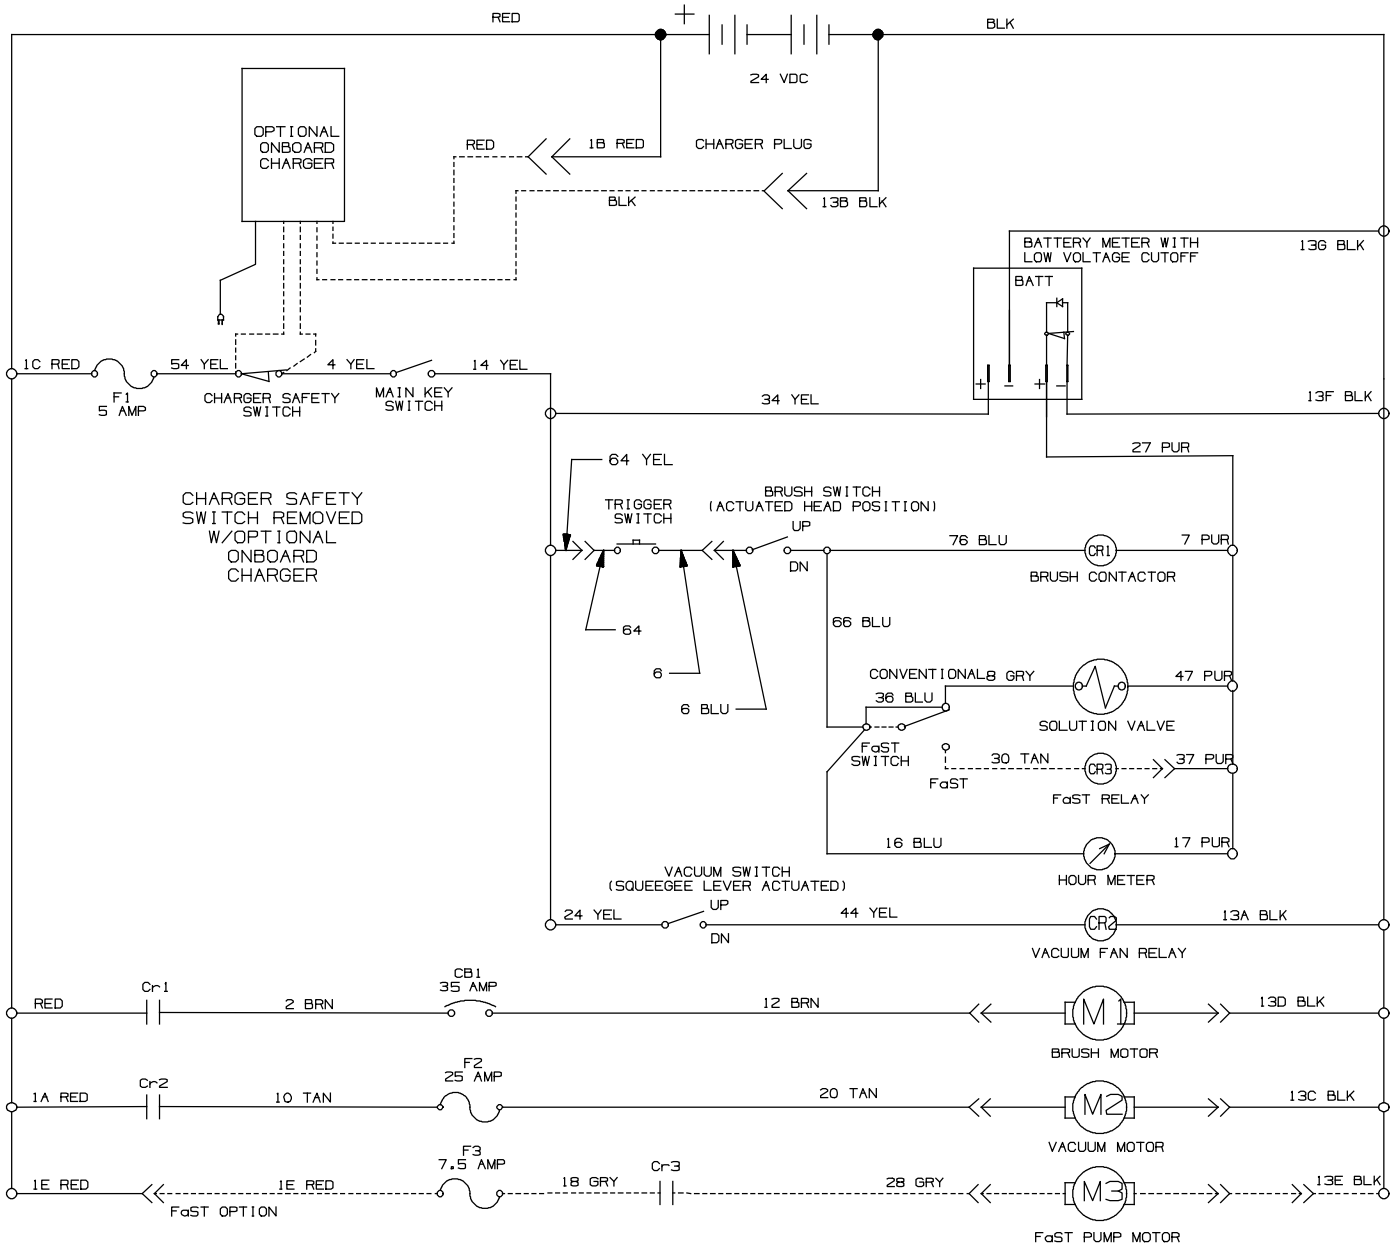 RED
+
BLK
24 VDC
OPTIONAL
ONBOARD
CHARGER
RED
1B RED
CHARGER PLUG
BLK
13B BLK
BATTERY METER WITH
LOW VOLTAGE CUTOFF
13G BLK
BATT
1C RED
F1
5 AMP
54 YEL
CHARGER SAFETY
SWITCH
4 YEL
MAIN KEY
SWITCH
14 YEL
+ − + −
34 YEL
13F BLK
27 PUR
64 YEL
CHARGER SAFETY
SWITCH REMOVED
W/OPTIONAL
ONBOARD
CHARGER
TRIGGER
SWITCH
BRUSH SWITCH
(ACTUATED HEAD POSITION)
UP
DN
76 BLU
CR1
7 PUR
BRUSH CONTACTOR
64
6
6 BLU
66 BLU
CONVENTIONAL
8 GRY
47 PUR
36 BLU
SOLUTION VALVE
FaST
SWITCH
FaST
30 TAN
CR3
37 PUR
FaST RELAY
16 BLU
17 PUR
HOUR METER
VACUUM SWITCH
(SQUEEGEE LEVER ACTUATED)
24 YEL
UP
DN
44 YEL
CR2
13A BLK
VACUUM FAN RELAY
RED
Cr1
2 BRN
CB1
35 AMP
12 BRN
M1
13D BLK
BRUSH MOTOR
1A RED
Cr2
10 TAN
F2
25 AMP
20 TAN
M2
13C BLK
VACUUM MOTOR
1E RED
FaST OPTION
1E RED
F3
7.5 AMP
18 GRY
Cr3
28 GRY
M3
13E BLK
FaST PUMP MOTOR